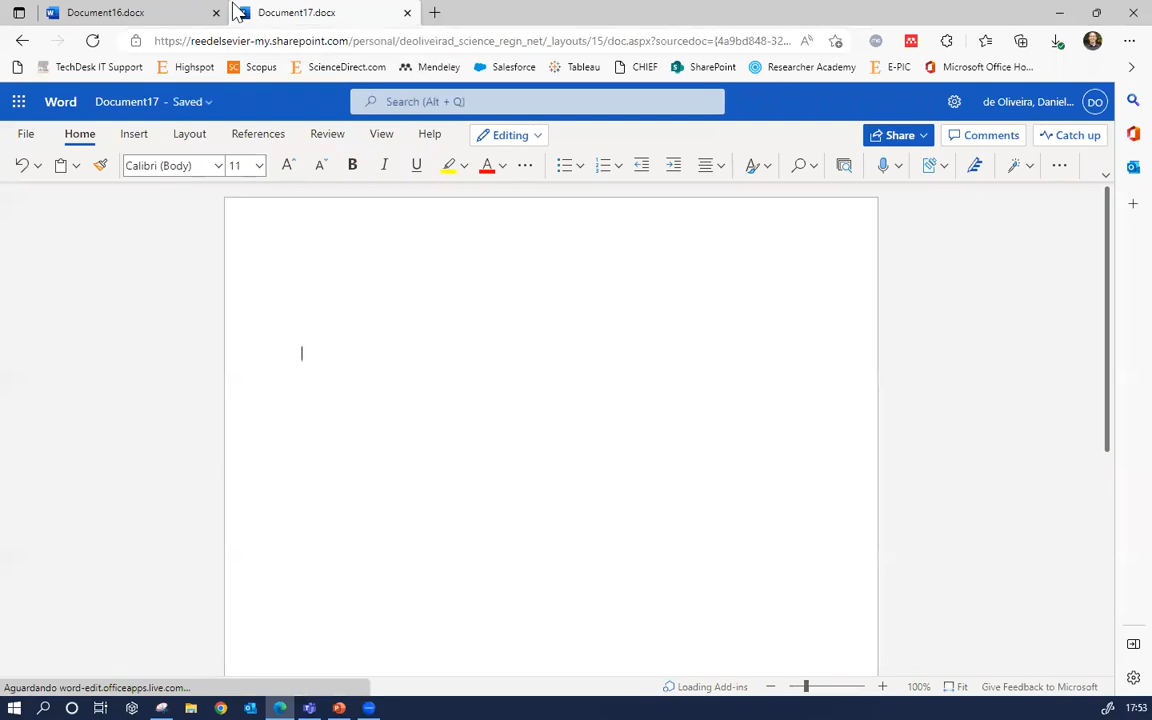 Document16.docx Document17.docx
https://reedelsevier-my.sharepoint.com/personal/deoliveirad_science_regn_net/_layouts/15/doc.aspx?sourcedoc={4a9bd848-32...
TechDesk IT Support Highspot SC Scopus ScienceDirect.com Mendeley Salesforce Tableau CHIEF SharePoint Researcher Academy E-PIC Microsoft Office Ho...
Word Document17 - Saved Search (Alt + Q) de Oliveira, Daniel... DO
File Home Insert Layout References Review View Help Editing Share Comments Catch up
Calibri (Body) 11 A A B I U A
Aguardando word-edit.officeapps.live.com... Loading Add-ins 100% Fit Give Feedback to Microsoft
17:53